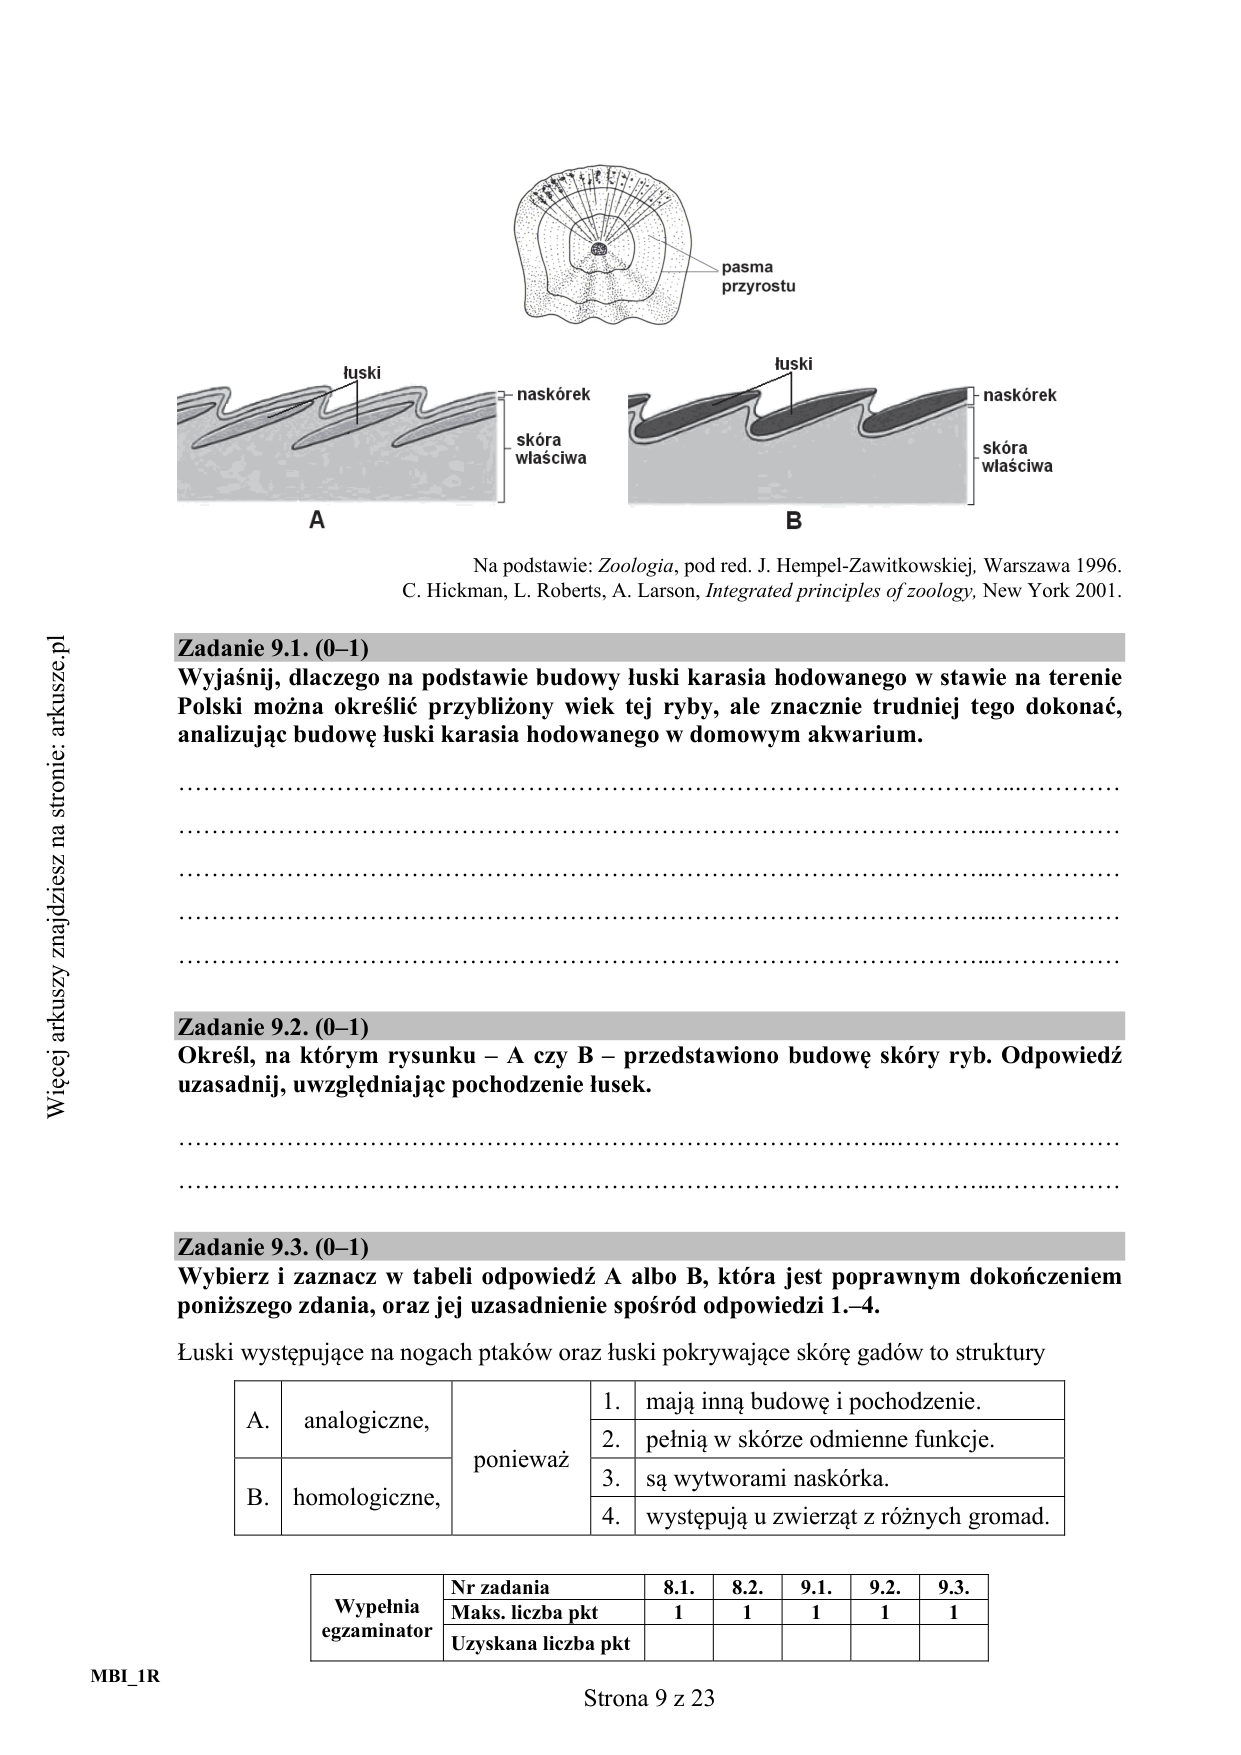 pasma
przyrostu
łuski
naskórek
skóra
właściwa
A
łuski
naskórek
skóra
właściwa
B
Na podstawie: Zoologia, pod red. J. Hempel-Zawitkowskiej, Warszawa 1996.
C. Hickman, L. Roberts, A. Larson, Integrated principles of zoology, New York 2001.
Więcej arkuszy znajdziesz na stronie: arkusze.pl
Zadanie 9.1. (0–1)
Wyjaśnij, dlaczego na podstawie budowy łuski karasia hodowanego w stawie na terenie
Polski można określić przybliżony wiek tej ryby, ale znacznie trudniej tego dokonać,
analizując budowę łuski karasia hodowanego w domowym akwarium.
Zadanie 9.2. (0–1)
Określ, na którym rysunku – A czy B – przedstawiono budowę skóry ryb. Odpowiedź
uzasadnij, uwzględniając pochodzenie łusek.
Zadanie 9.3. (0–1)
Wybierz i zaznacz w tabeli odpowiedź A albo B, która jest poprawnym dokończeniem
poniższego zdania, oraz jej uzasadnienie spośród odpowiedzi 1.–4.
Łuski występujące na nogach ptaków oraz łuski pokrywające skórę gadów to struktury
A. analogiczne,
B. homologiczne,
ponieważ
1. mają inną budowę i pochodzenie.
2. pełnią w skórze odmienne funkcje.
3. są wytworami naskórka.
4. występują u zwierząt z różnych gromad.
Wypełnia
egzaminator
Nr zadania 8.1. 8.2. 9.1. 9.2. 9.3.
Maks. liczba pkt 1 1 1 1 1
Uzyskana liczba pkt
MBI_1R
Strona 9 z 23